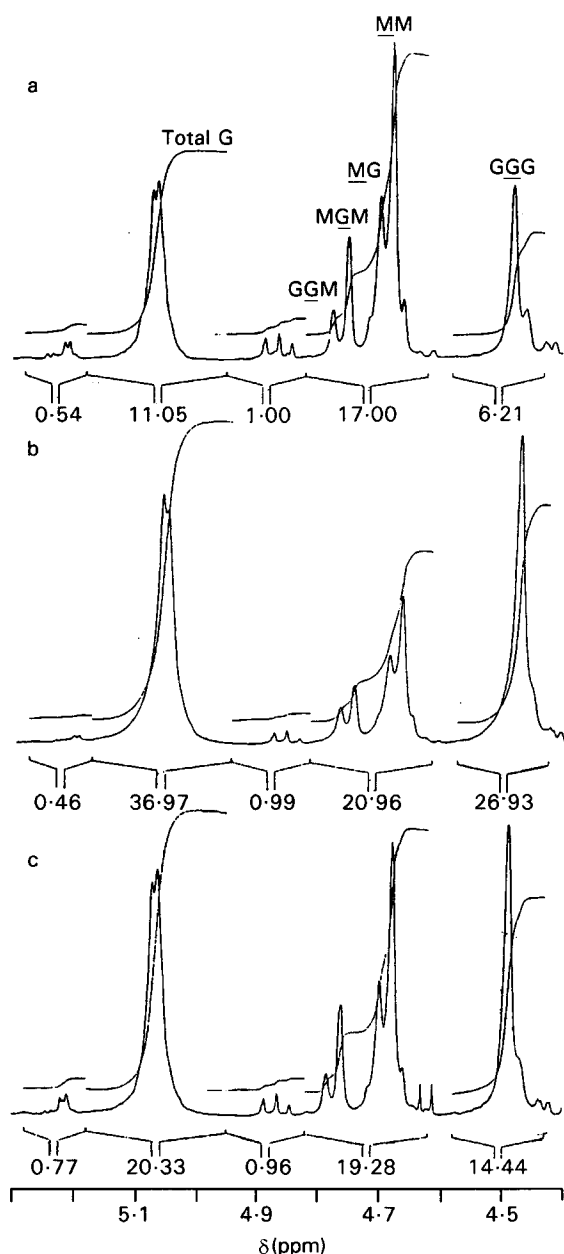 MM
a
Total G
MG
GGG
MGM
GGM
0·54 11·05 1·00 17·00 6·21
b
0·46 36·97 0·99 20·96 26·93
c
0·77 20·33 0·96 19·28 14·44
5·1 4·9 4·7 4·5
δ(ppm)